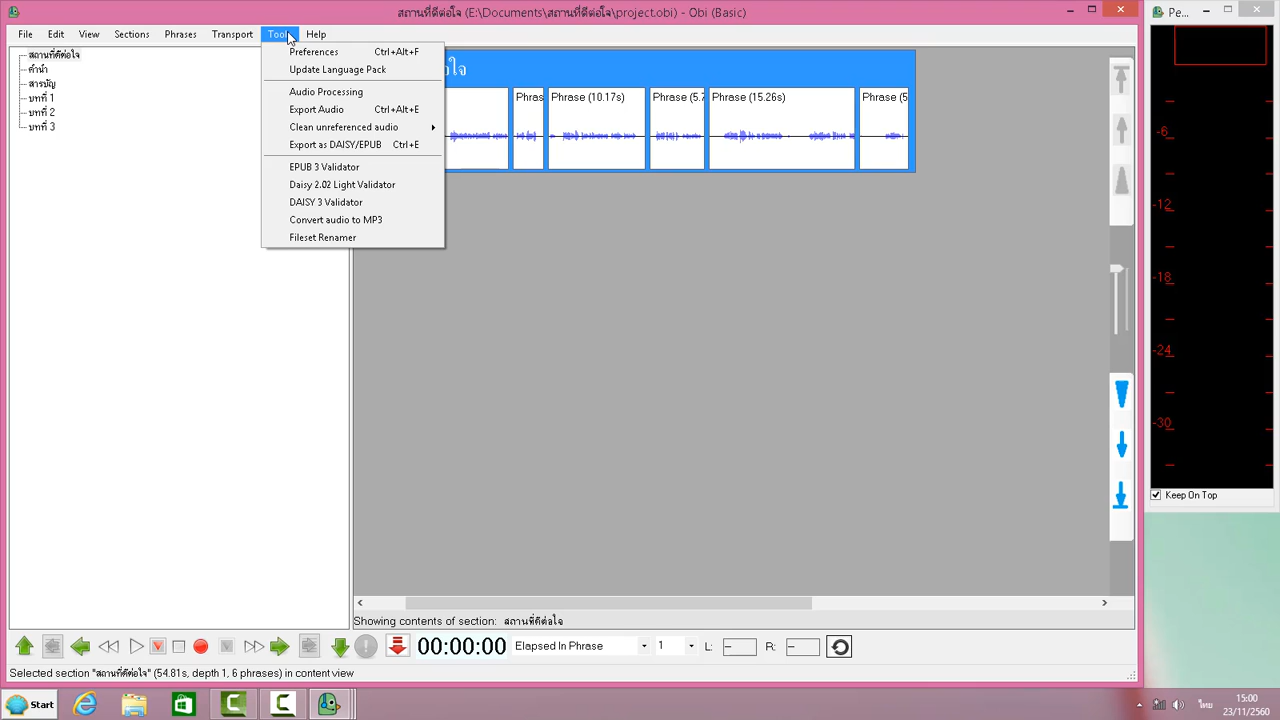 สถานที่ดีต่อใจ (E:\Documents\สถานที่ดีต่อใจ\project.obi) - Obi (Basic)
Pe...
File Edit View Sections Phrases Transport Tools Help
สถานที่ดีต่อใจ
คำนำ
สารบัญ
บทที่ 1
บทที่ 2
บทที่ 3
Preferences Ctrl+Alt+F
Update Language Pack
Audio Processing
Export Audio Ctrl+Alt+E
Clean unreferenced audio
Export as DAISY/EPUB Ctrl+E
EPUB 3 Validator
Daisy 2.02 Light Validator
DAISY 3 Validator
Convert audio to MP3
Fileset Renamer
Phras Phrase (10.17s) Phrase (5.7 Phrase (15.26s) Phrase (5
-6
-12
-18
-24
-30
Keep On Top
Showing contents of section: สถานที่ดีต่อใจ
00:00:00 Elapsed In Phrase 1 L: – R: –
Selected section "สถานที่ดีต่อใจ" (54.81s, depth 1, 6 phrases) in content view
Start
ไทย
15:00
23/11/2560